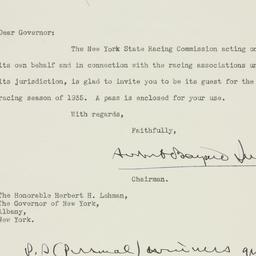 Dear Governor:
The New York State Racing Commission acting on
its own behalf and in connection with the racing associations un
its jurisdiction, is glad to invite you to be its guest for the
racing season of 1935. A pass is enclosed for your use.
With regards,
Faithfully,
Chairman.
The Honorable Herbert H. Lehman,
The Governor of New York,
Albany,
New York.
P.S (Personal)